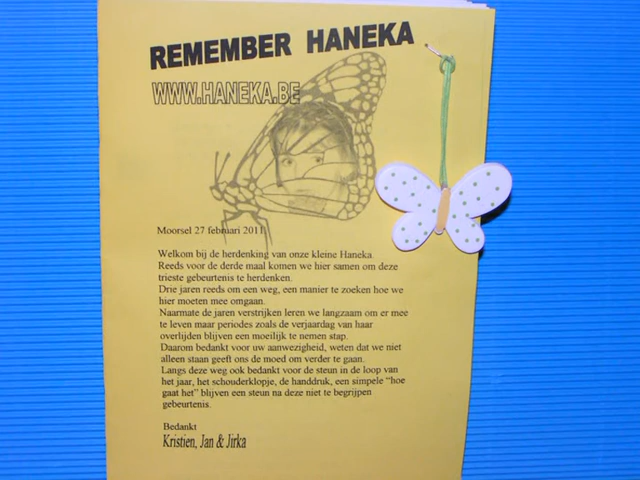 REMEMBER HANEKA
WWW.HANEKA.BE
Moorsel 27 februari 2011
Welkom bij de herdenking van onze kleine Haneka.
Reeds voor de derde maal komen we hier samen om deze
trieste gebeurtenis te herdenken.
Drie jaren reeds om een weg, een manier te zoeken hoe we
hier moeten mee omgaan.
Naarmate de jaren verstrijken leren we langzaam om er mee
te leven maar periodes zoals de verjaardag van haar
overlijden blijven een moeilijk te nemen stap.
Daarom bedankt voor uw aanwezigheid, weten dat we niet
alleen staan geeft ons de moed om verder te gaan.
Langs deze weg ook bedankt voor de steun in de loop van
het jaar, het schouderklopje, de handdruk, een simpele “hoe
gaat het” blijven een steun na deze niet te begrijpen
gebeurtenis.
Bedankt
Kristien, Jan & Jirka